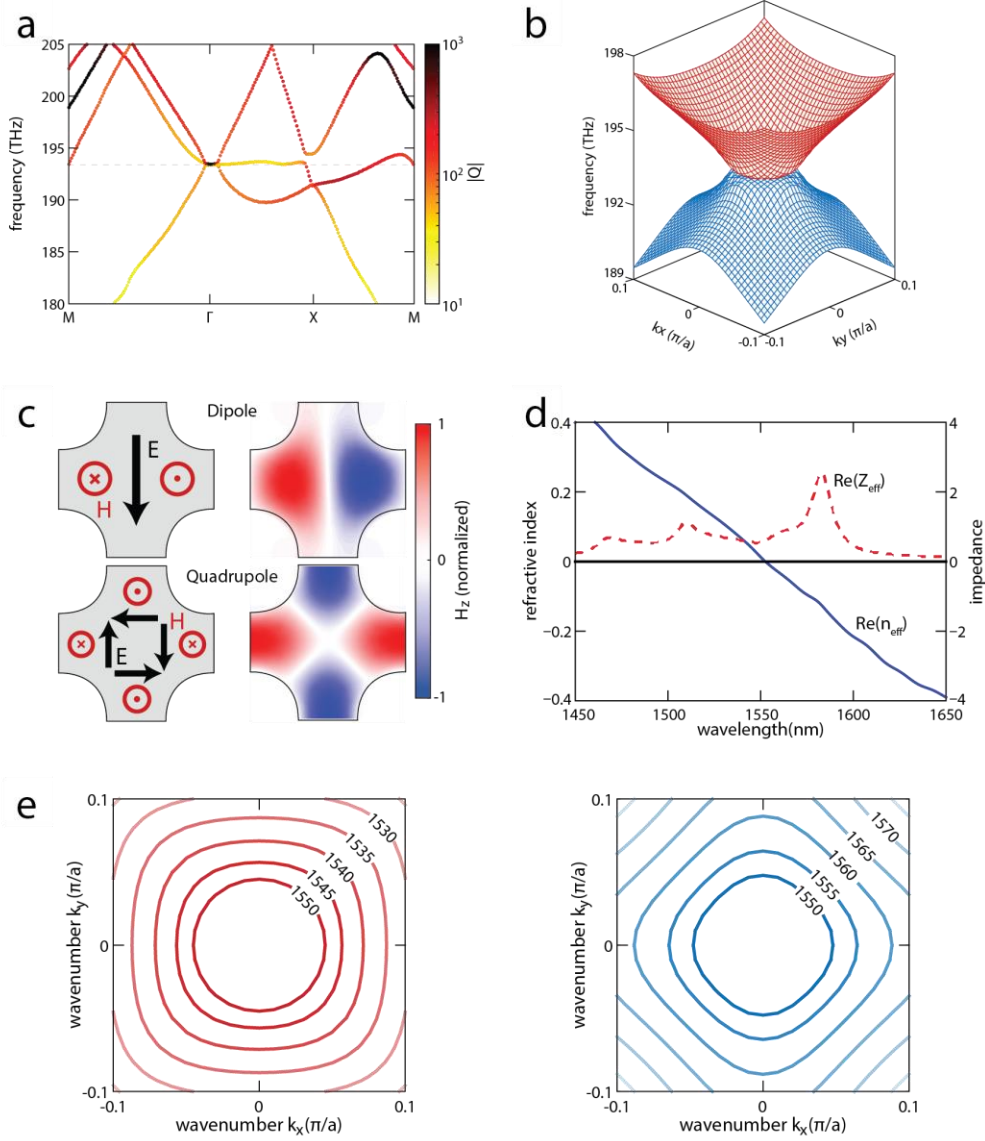 a
205
200
195
190
185
180
frequency (THz)
M
Γ
X
M
10³
10²
10¹
|Q|
b
198
195
192
189
frequency (THz)
0.1
0
-0.1
kx (π/a)
-0.1
0
0.1
ky (π/a)
c
Dipole
E
H
Quadrupole
H
E
1
0
-1
Hz (normalized)
d
0.4
0.2
0
-0.2
-0.4
refractive index
4
2
0
-2
-4
impedance
Re(Zeff)
Re(neff)
1450
1500
1550
1600
1650
wavelength(nm)
e
0.1
0
-0.1
wavenumber ky(π/a)
1530
1535
1540
1545
1550
-0.1
0
0.1
wavenumber kx(π/a)
0.1
0
-0.1
wavenumber ky(π/a)
1570
1565
1560
1555
1550
-0.1
0
0.1
wavenumber kx(π/a)